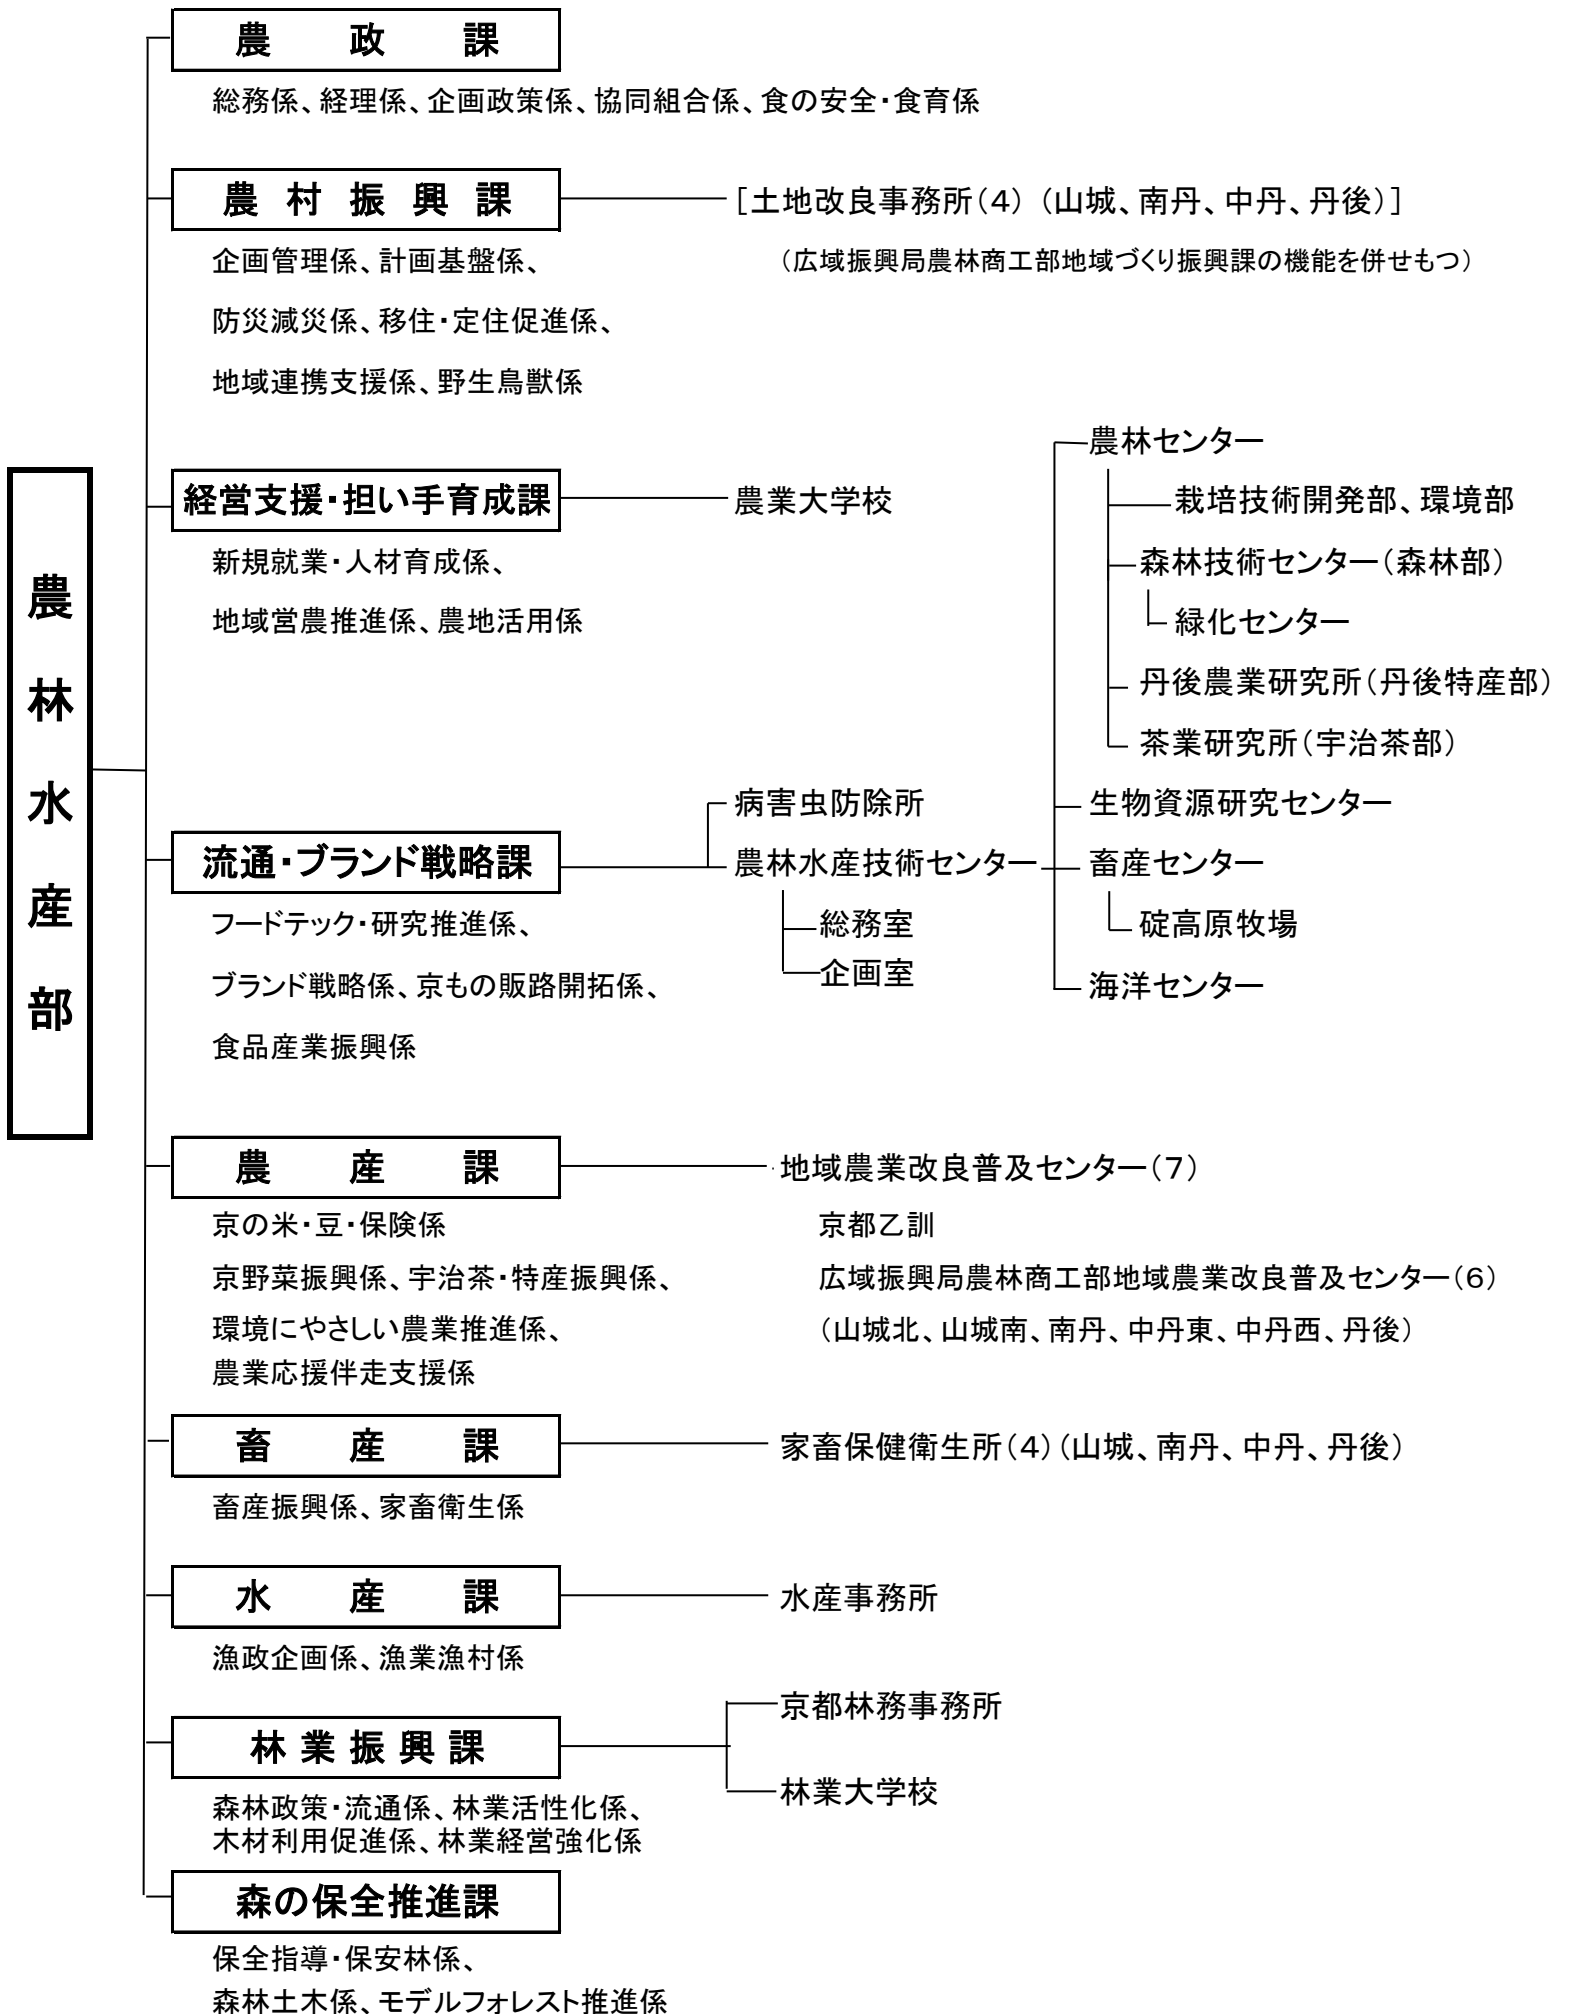 農林水産部
農政課
総務係、経理係、企画政策係、協同組合係、食の安全・食育係
農村振興課
[土地改良事務所(4) (山城、南丹、中丹、丹後)]
企画管理係、計画基盤係、
(広域振興局農林商工部地域づくり振興課の機能を併せもつ)
防災減災係、移住・定住促進係、
地域連携支援係、野生鳥獣係
経営支援・担い手育成課
農業大学校
新規就業・人材育成係、
地域営農推進係、農地活用係
流通・ブランド戦略課
フードテック・研究推進係、
ブランド戦略係、京もの販路開拓係、
食品産業振興係
病害虫防除所
農林水産技術センター
総務室
企画室
農林センター
栽培技術開発部、環境部
森林技術センター(森林部)
緑化センター
丹後農業研究所(丹後特産部)
茶業研究所(宇治茶部)
生物資源研究センター
畜産センター
碇高原牧場
海洋センター
農産課
京の米・豆・保険係
京野菜振興係、宇治茶・特産振興係、
環境にやさしい農業推進係、
農業応援伴走支援係
地域農業改良普及センター(7)
京都乙訓
広域振興局農林商工部地域農業改良普及センター(6)
(山城北、山城南、南丹、中丹東、中丹西、丹後)
畜産課
家畜保健衛生所(4)(山城、南丹、中丹、丹後)
畜産振興係、家畜衛生係
水産課
水産事務所
漁政企画係、漁業漁村係
林業振興課
京都林務事務所
林業大学校
森林政策・流通係、林業活性化係、
木材利用促進係、林業経営強化係
森の保全推進課
保全指導・保安林係、
森林土木係、モデルフォレスト推進係